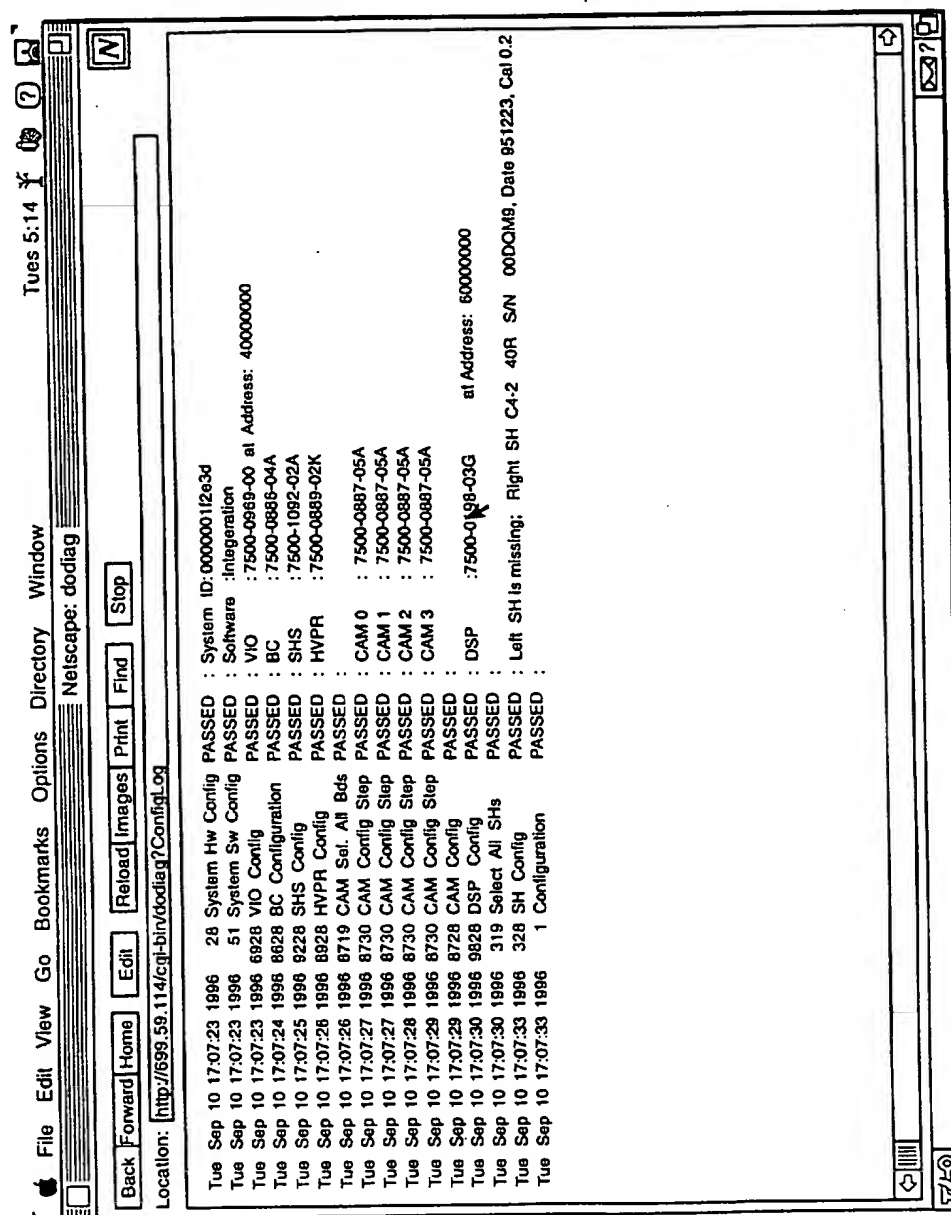 File Edit View Go Bookmarks Options Directory Window Tues 5:14 ?
Netscape: dodiag
Back Forward Home Edit Reload Images Print Find Stop N
Location: http://699.59.114/cgi-bin/dodiag?ConfigLog
Tue Sep 10 17:07:23 1996 28 System Hw Config PASSED : System ID: 0000001f2e3d
Tue Sep 10 17:07:23 1996 51 System Sw Config PASSED : Software :Integeration
Tue Sep 10 17:07:23 1996 6928 VIO Config PASSED : VIO : 7500-0969-00 at Address: 40000000
Tue Sep 10 17:07:24 1996 8628 BC Configuration PASSED : BC : 7500-0886-04A
Tue Sep 10 17:07:25 1996 9228 SHS Config PASSED : SHS : 7500-1092-02A
Tue Sep 10 17:07:26 1996 8928 HVPR Config PASSED : HVPR : 7500-0889-02K
Tue Sep 10 17:07:26 1996 8719 CAM Sel. All Bds PASSED :
Tue Sep 10 17:07:27 1996 8730 CAM Config Step PASSED : CAM 0 : 7500-0887-05A
Tue Sep 10 17:07:27 1996 8730 CAM Config Step PASSED : CAM 1 : 7500-0887-05A
Tue Sep 10 17:07:28 1996 8730 CAM Config Step PASSED : CAM 2 : 7500-0887-05A
Tue Sep 10 17:07:29 1996 8730 CAM Config Step PASSED : CAM 3 : 7500-0887-05A
Tue Sep 10 17:07:29 1996 8728 CAM Config PASSED :
Tue Sep 10 17:07:30 1996 9828 DSP Config PASSED : DSP :7500-0198-03G at Address: 60000000
Tue Sep 10 17:07:30 1996 319 Select All SHs PASSED :
Tue Sep 10 17:07:33 1996 328 SH Config PASSED : Left SH is missing; Right SH C4-2 40R S/N 00DQM9, Date 951223, Cal 0.2
Tue Sep 10 17:07:33 1996 1 Configuration PASSED :
?